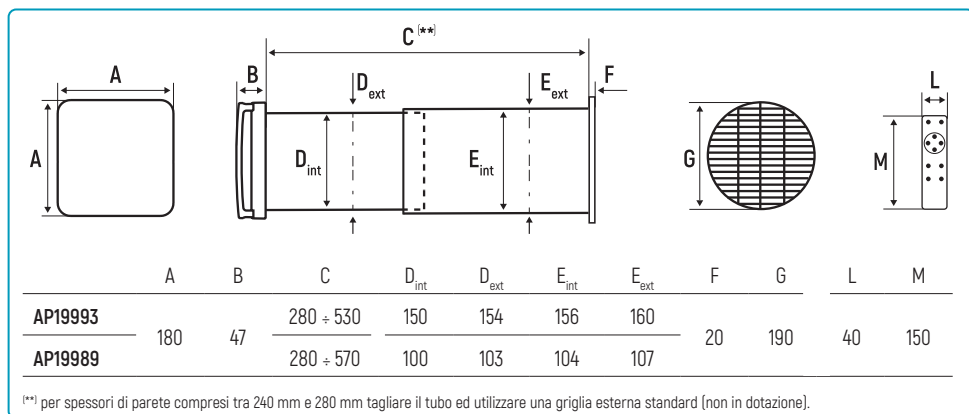 C (**)
A
B
D ext
E ext
F
L
A
D int
E int
G
M
A B C D int D ext E int E ext F G L M
AP19993 280 ÷ 530 150 154 156 160
180 47 20 190 40 150
AP19989 280 ÷ 570 100 103 104 107
(**) per spessori di parete compresi tra 240 mm e 280 mm tagliare il tubo ed utilizzare una griglia esterna standard (non in dotazione).